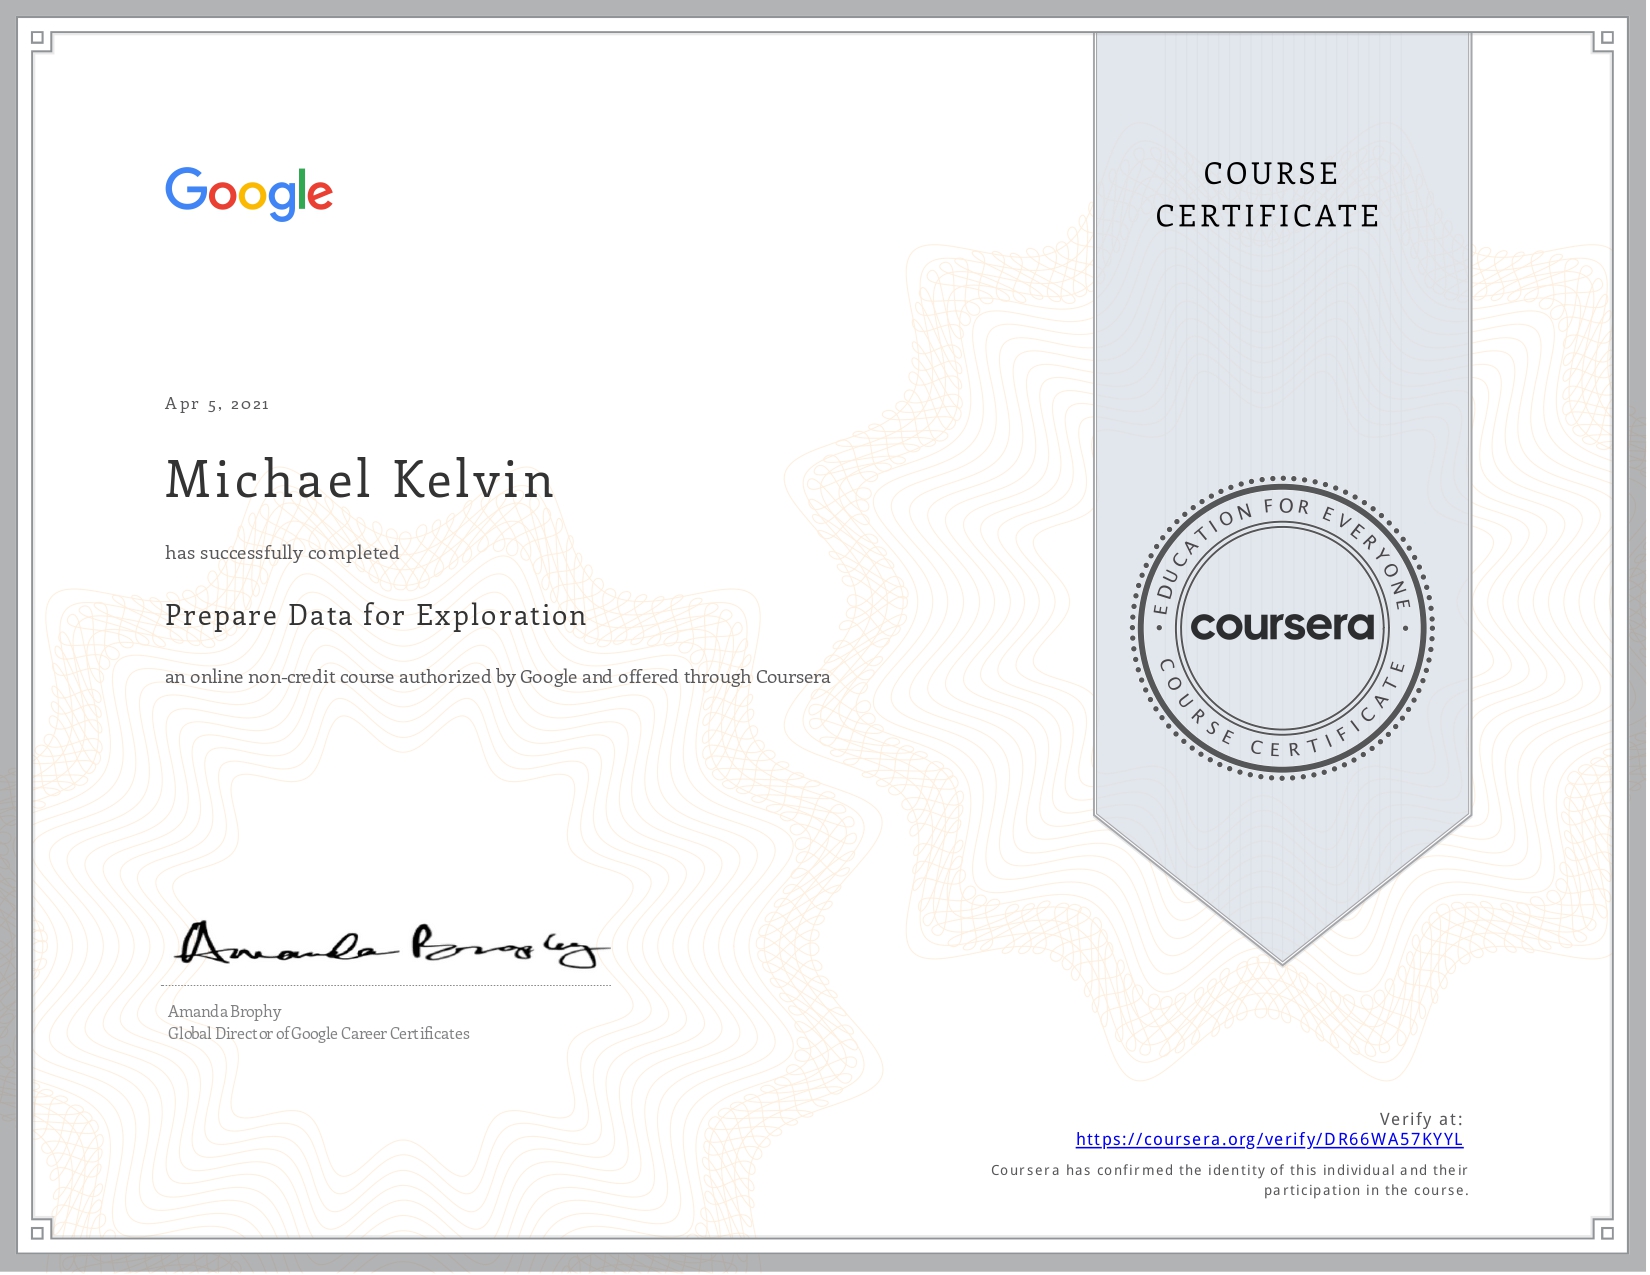 Google
COURSE
CERTIFICATE
Apr 5, 2021
Michael Kelvin
has successfully completed
Prepare Data for Exploration
an online non-credit course authorized by Google and offered through Coursera
EDUCATION FOR EVERYONE
coursera
COURSE CERTIFICATE
Amanda Brophy
Amanda Brophy
Global Director of Google Career Certificates
Verify at:
https://coursera.org/verify/DR66WA57KYYL
Coursera has confirmed the identity of this individual and their
participation in the course.